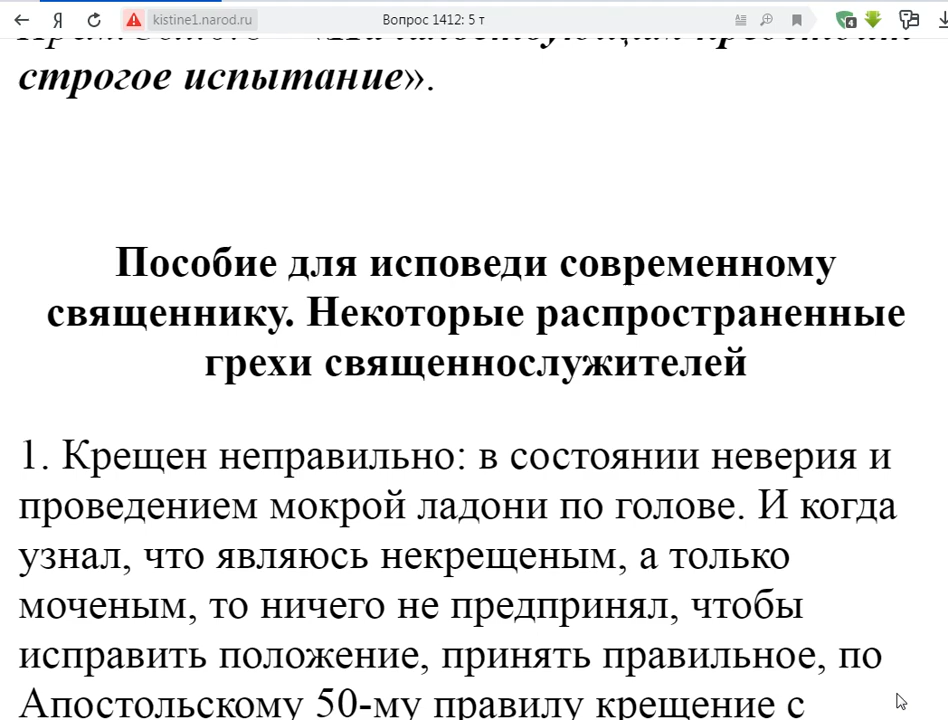 Я kistine1.narod.ru Вопрос 1412: 5 т 4
строгое испытание».
Пособие для исповеди современному
священнику. Некоторые распространенные
грехи священнослужителей
1. Крещен неправильно: в состоянии неверия и
проведением мокрой ладони по голове. И когда
узнал, что являюсь некрещеным, а только
моченым, то ничего не предпринял, чтобы
исправить положение, принять правильное, по
Апостольскому 50-му правилу крещение с